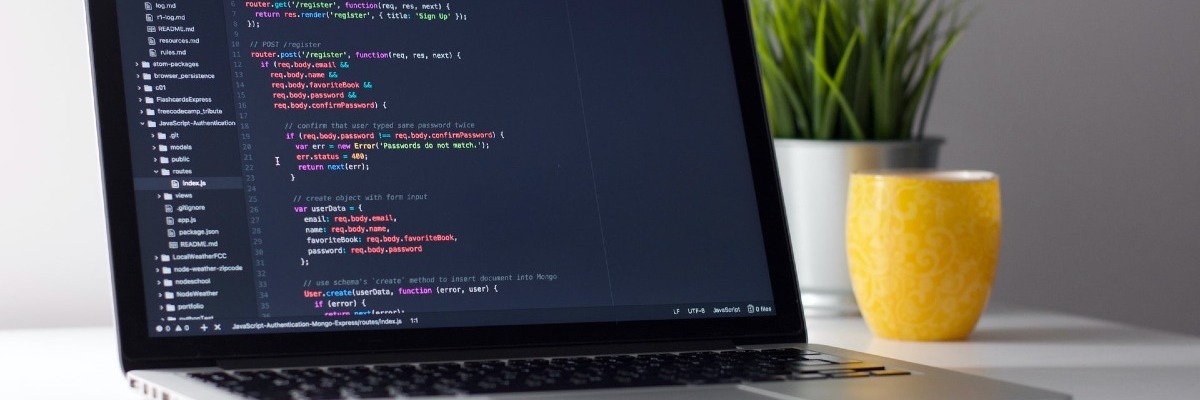 log.md
r1-log.md
README.md
resources.md
rules.md
atom-packages
browser_persistence
c01
FlashcardsExpress
freecodecamp_tribute
JavaScript-Authentication
.git
models
public
routes
index.js
views
.gitignore
app.js
package.json
README.md
LocalWeatherFCC
node-weather-zipcode
nodeschool
NodeWeather
portfolio
pythonTest
6 router.get('/register', function(req, res, next) {
7 return res.render('register', { title: 'Sign Up' });
8 });
9
10 // POST /register
11 router.post('/register', function(req, res, next) {
12 if (req.body.email &&
13 req.body.name &&
14 req.body.favoriteBook &&
15 req.body.password &&
16 req.body.confirmPassword) {
17
18 // confirm that user typed same password twice
19 if (req.body.password !== req.body.confirmPassword) {
20 var err = new Error('Passwords do not match.');
21 err.status = 400;
22 return next(err);
23 }
24
25 // create object with form input
26 var userData = {
27 email: req.body.email,
28 name: req.body.name,
29 favoriteBook: req.body.favoriteBook,
30 password: req.body.password
31 };
32
33 // use schema's 'create' method to insert document into Mongo
34 User.create(userData, function (error, user) {
35 if (error) {
36 return next(error);
0 0 JavaScript-Authentication-Mongo-Express/routes/index.js 1:1 LF UTF-8 JavaScript 0 files